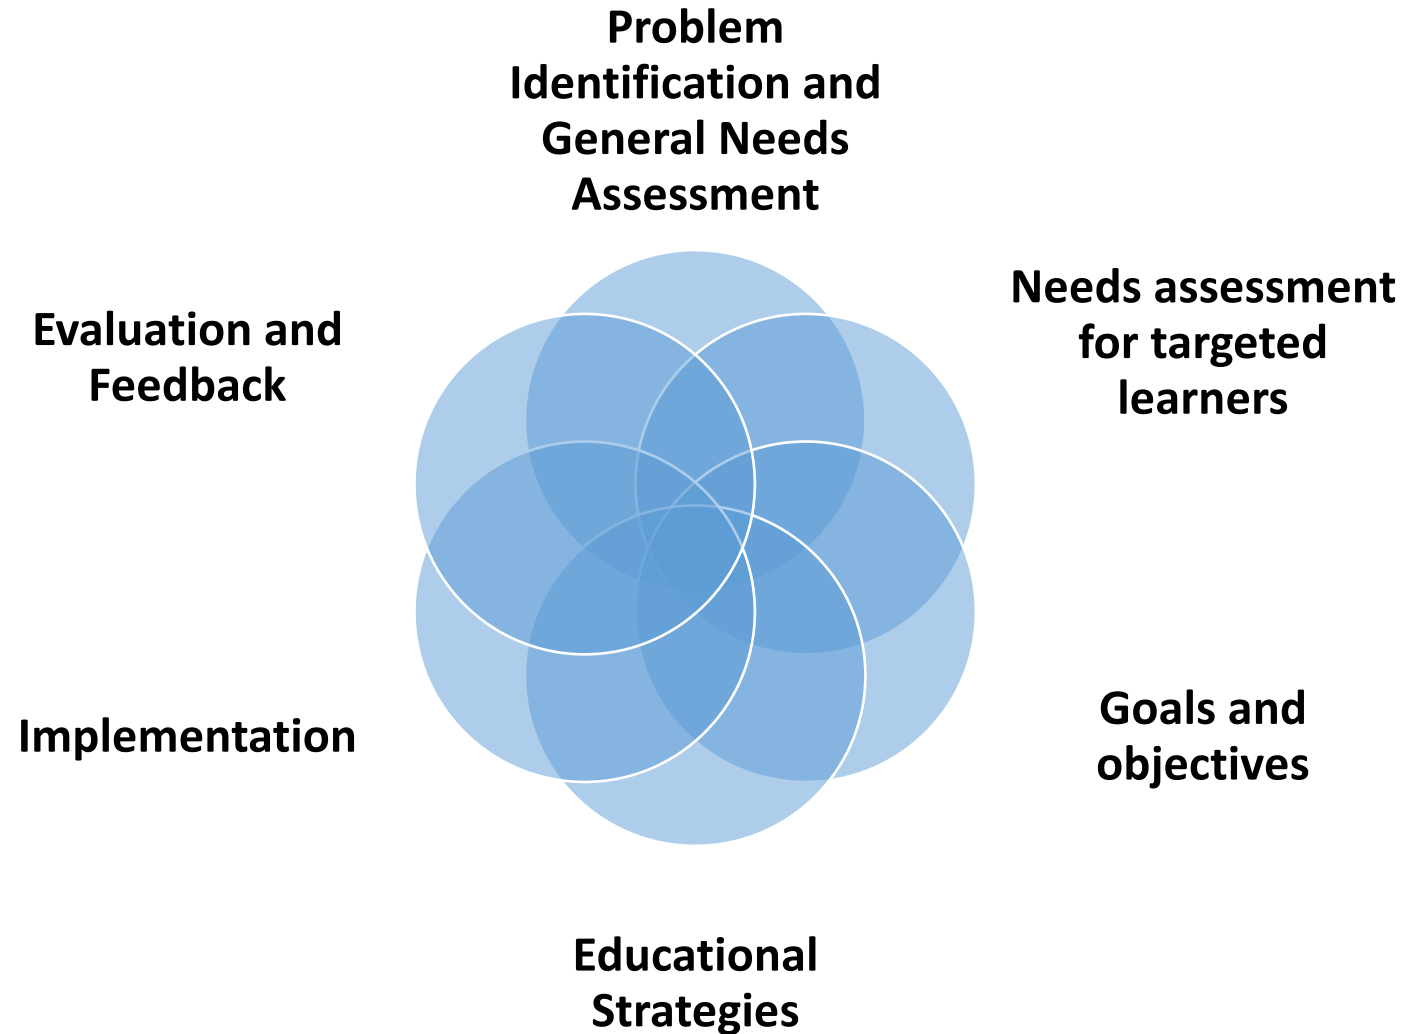 Problem
Identification and
General Needs
Assessment
Needs assessment
for targeted
learners
Goals and
objectives
Educational
Strategies
Implementation
Evaluation and
Feedback